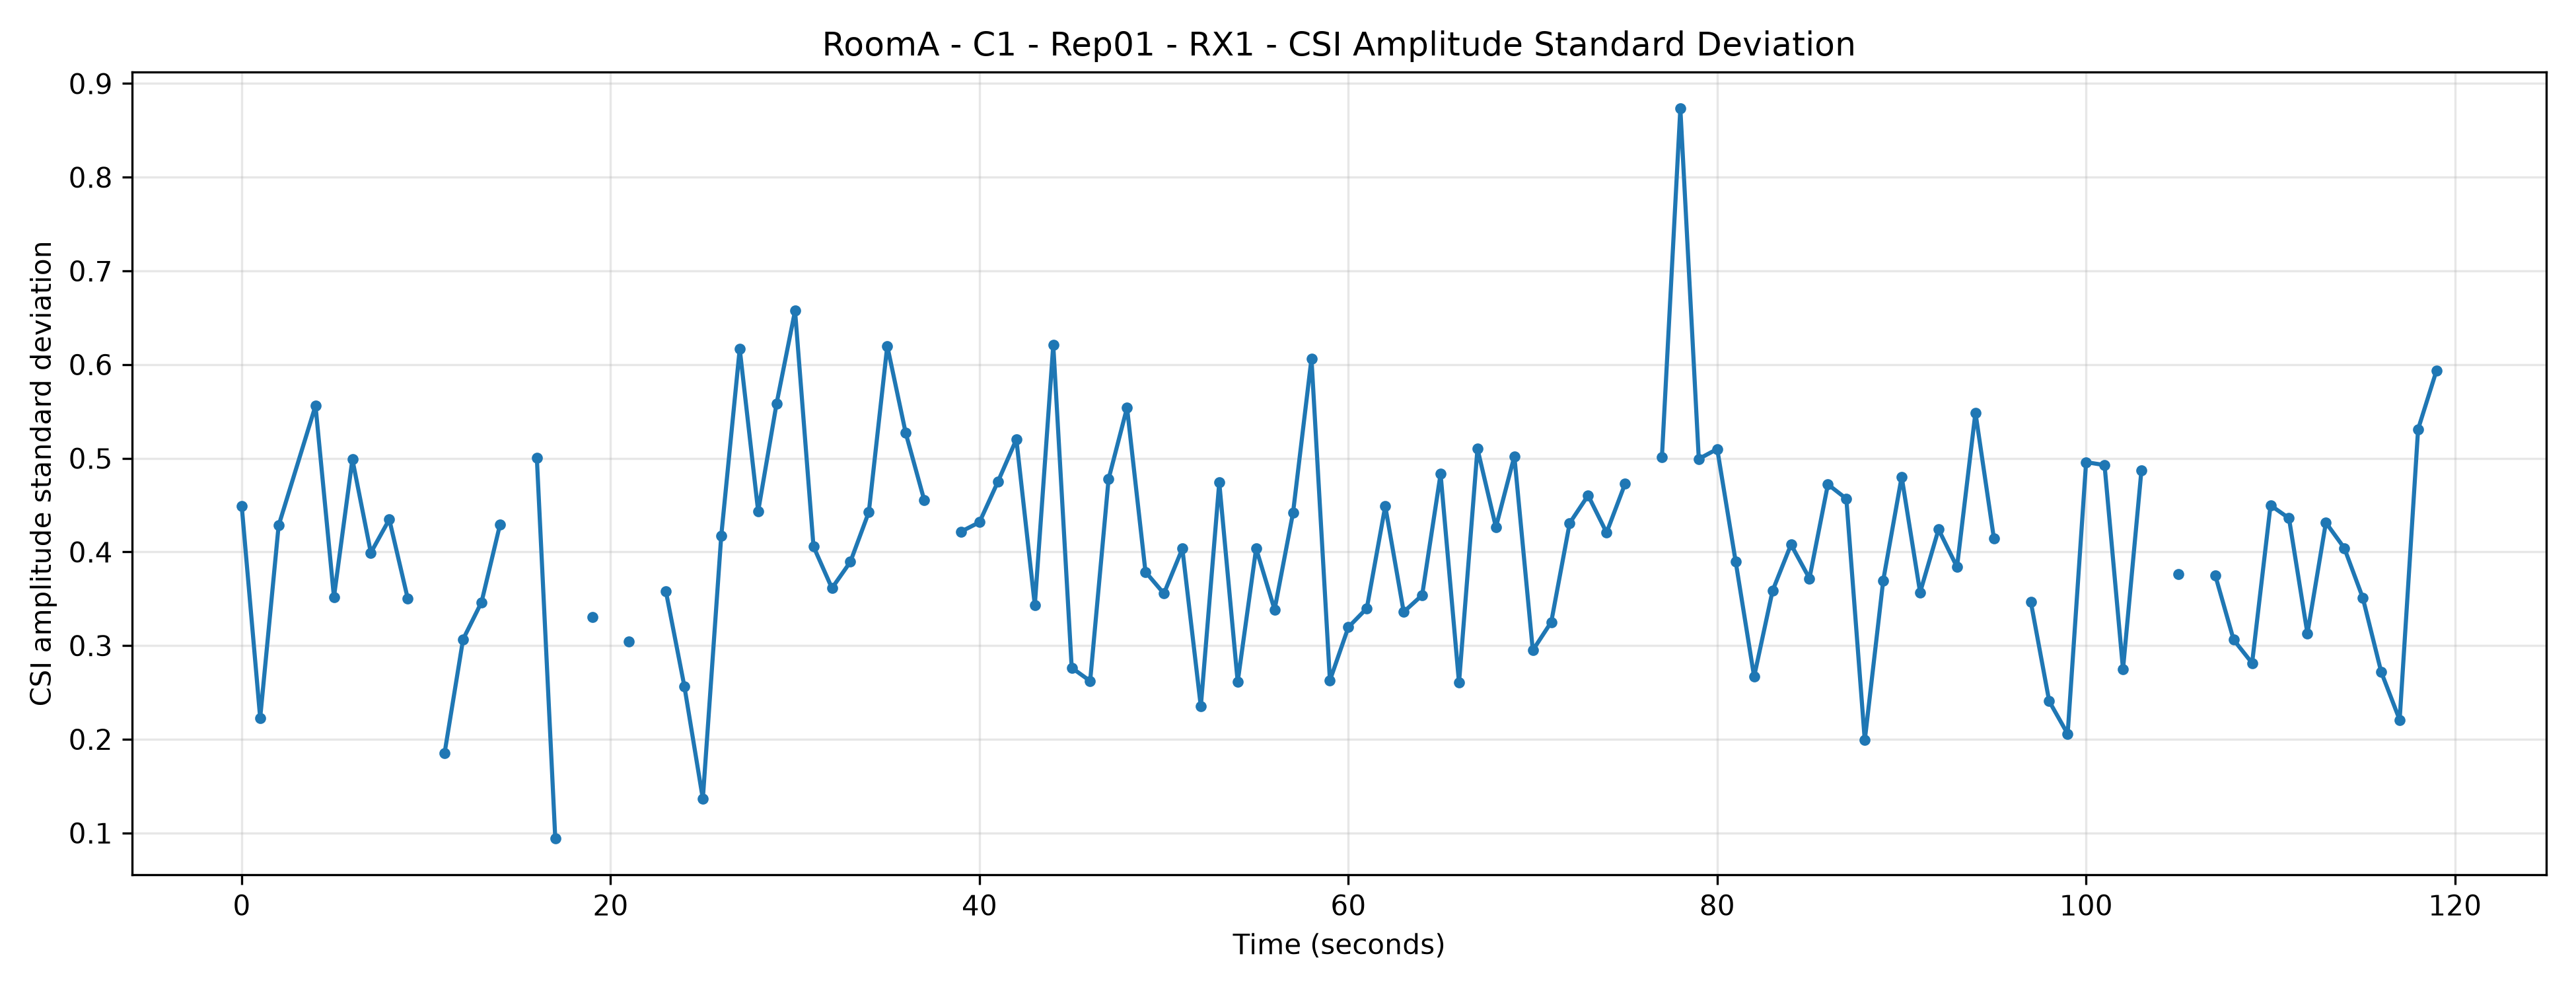 RoomA - C1 - Rep01 - RX1 - CSI Amplitude Standard Deviation
CSI amplitude standard deviation
0.9
0.8
0.7
0.6
0.5
0.4
0.3
0.2
0.1
0 20 40 60 80 100 120
Time (seconds)